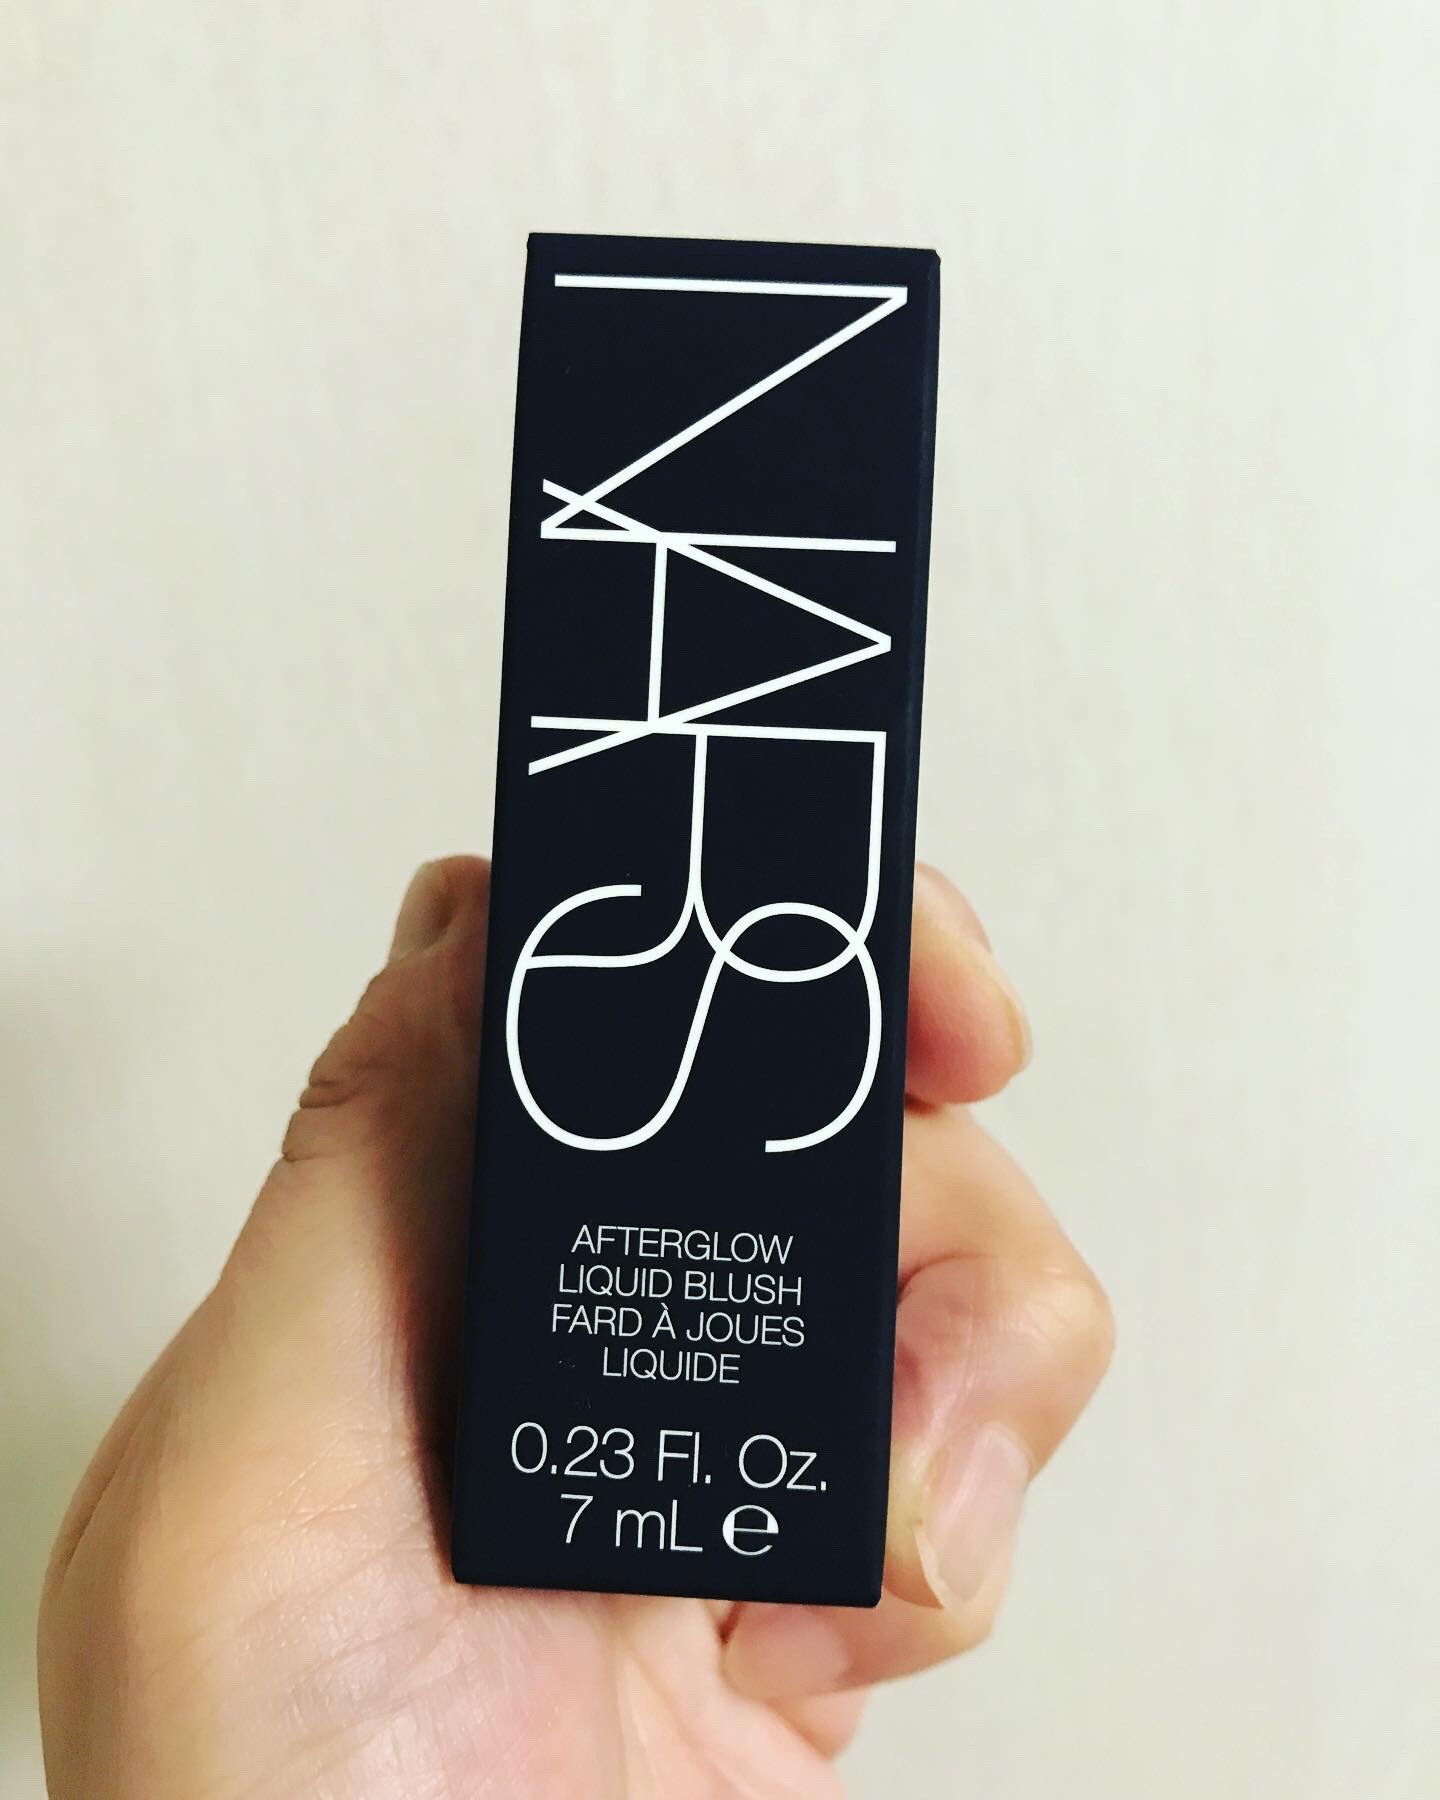 NARS
AFTERGLOW
LIQUID BLUSH
FARD À JOUES
LIQUIDE
0.23 Fl. Oz.
7 mL ℮